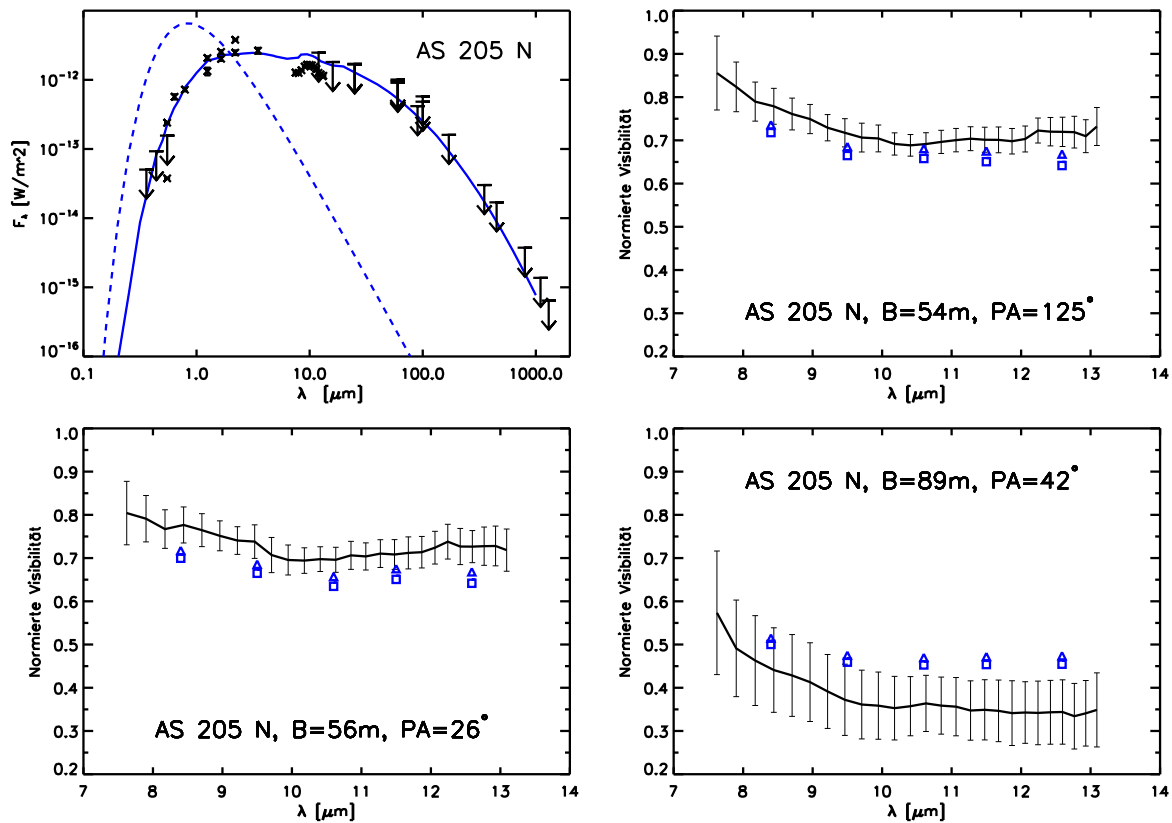 AS 205 N
F_λ [W/m2]
10⁻¹²
10⁻¹³
10⁻¹⁴
10⁻¹⁵
10⁻¹⁶
0.1 1.0 10.0 100.0 1000.0
λ [μm]
Normierte Visibilität
1.0
0.9
0.8
0.7
0.6
0.5
0.4
0.3
0.2
AS 205 N, B=54m, PA=125°
7 8 9 10 11 12 13 14
λ [μm]
Normierte Visibilität
1.0
0.9
0.8
0.7
0.6
0.5
0.4
0.3
0.2
AS 205 N, B=56m, PA=26°
7 8 9 10 11 12 13 14
λ [μm]
Normierte Visibilität
1.0
0.9
0.8
0.7
0.6
0.5
0.4
0.3
0.2
AS 205 N, B=89m, PA=42°
7 8 9 10 11 12 13 14
λ [μm]